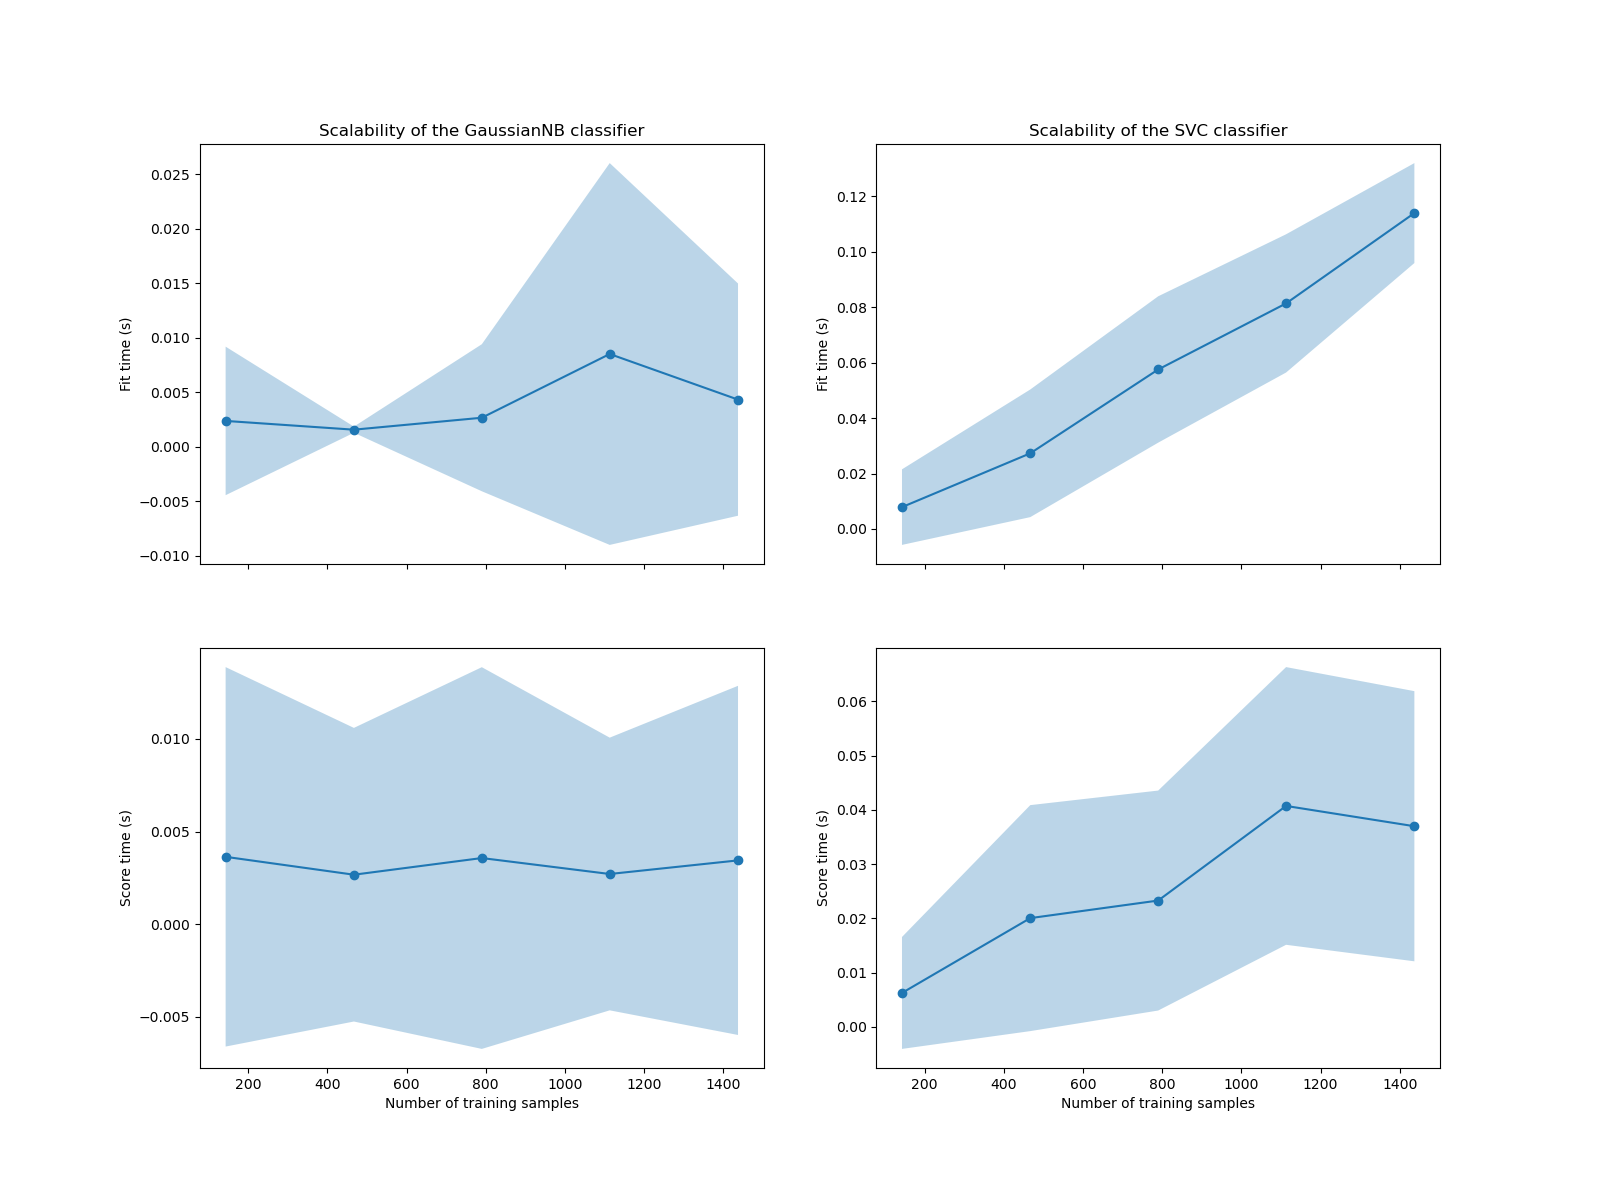 Scalability of the GaussianNB classifier
Fit time (s)
0.025
0.020
0.015
0.010
0.005
0.000
−0.005
−0.010
Scalability of the SVC classifier
Fit time (s)
0.12
0.10
0.08
0.06
0.04
0.02
0.00
Score time (s)
0.010
0.005
0.000
−0.005
200 400 600 800 1000 1200 1400
Number of training samples
Score time (s)
0.06
0.05
0.04
0.03
0.02
0.01
0.00
200 400 600 800 1000 1200 1400
Number of training samples